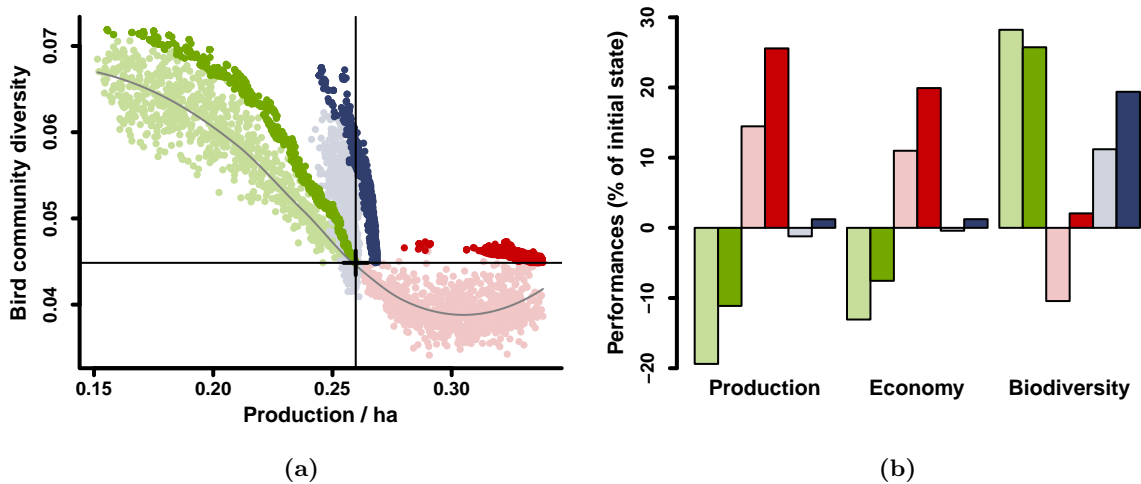 Bird community diversity
0.07
0.06
0.05
0.04
0.15
0.20
0.25
0.30
Production / ha
(a)
Performances (% of initial state)
30
20
10
0
−10
−20
Production
Economy
Biodiversity
(b)